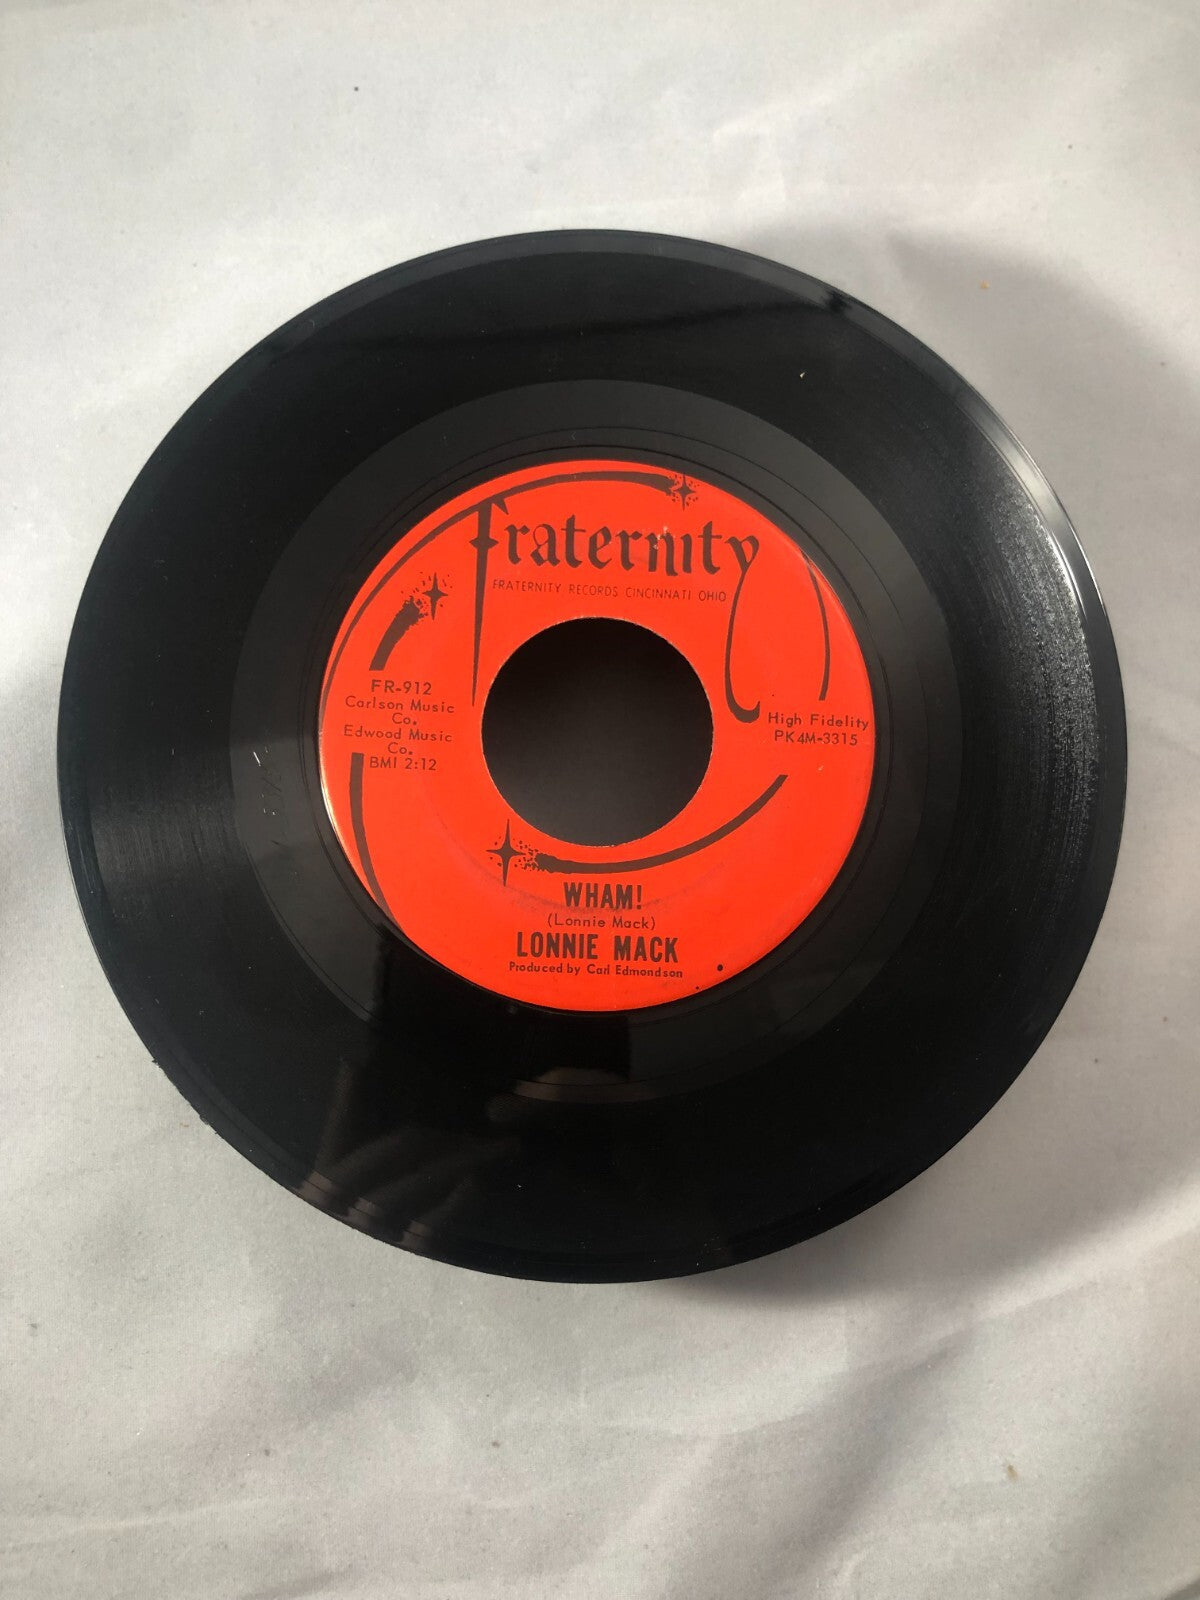 Fraternity
FRATERNITY RECORDS CINCINNATI OHIO
FR-912
Carlson Music
Co.
Edwood Music
Co.
BMI 2:12
High Fidelity
PK4M-3315
WHAM!
(Lonnie Mack)
LONNIE MACK
Produced by Carl Edmondson